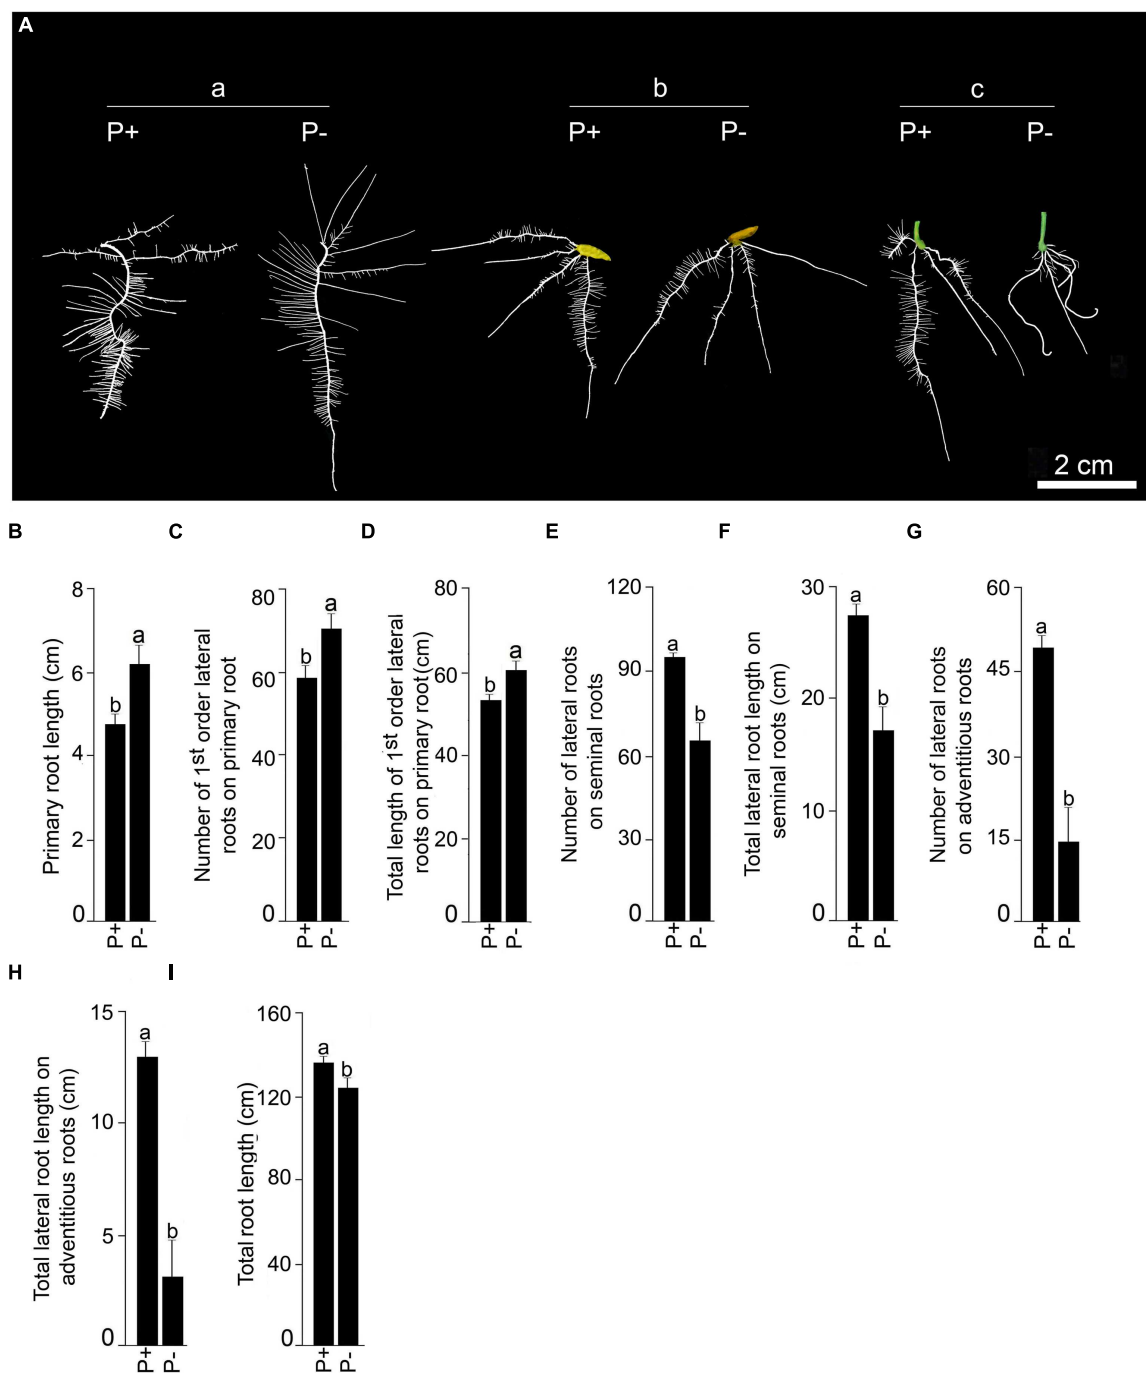 A
a b c
P+ P- P+ P- P+ P-
2 cm
B C D E F G
Primary root length (cm)
8
6
4
2
0
b a
P+ P-
Number of 1st order lateral
roots on primary root
80
60
40
20
0
b a
P+ P-
Total length of 1st order lateral
roots on primary root(cm)
80
60
40
20
0
b a
P+ P-
Number of lateral roots
on seminal roots
120
90
60
30
0
a b
P+ P-
Total lateral root length on
seminal roots (cm)
30
20
10
0
a b
P+ P-
Number of lateral roots
on adventitious roots
60
45
30
15
0
a b
P+ P-
H I
Total lateral root length on
adventitious roots (cm)
15
10
5
0
a b
P+ P-
Total root length (cm)
160
120
80
40
0
a b
P+ P-